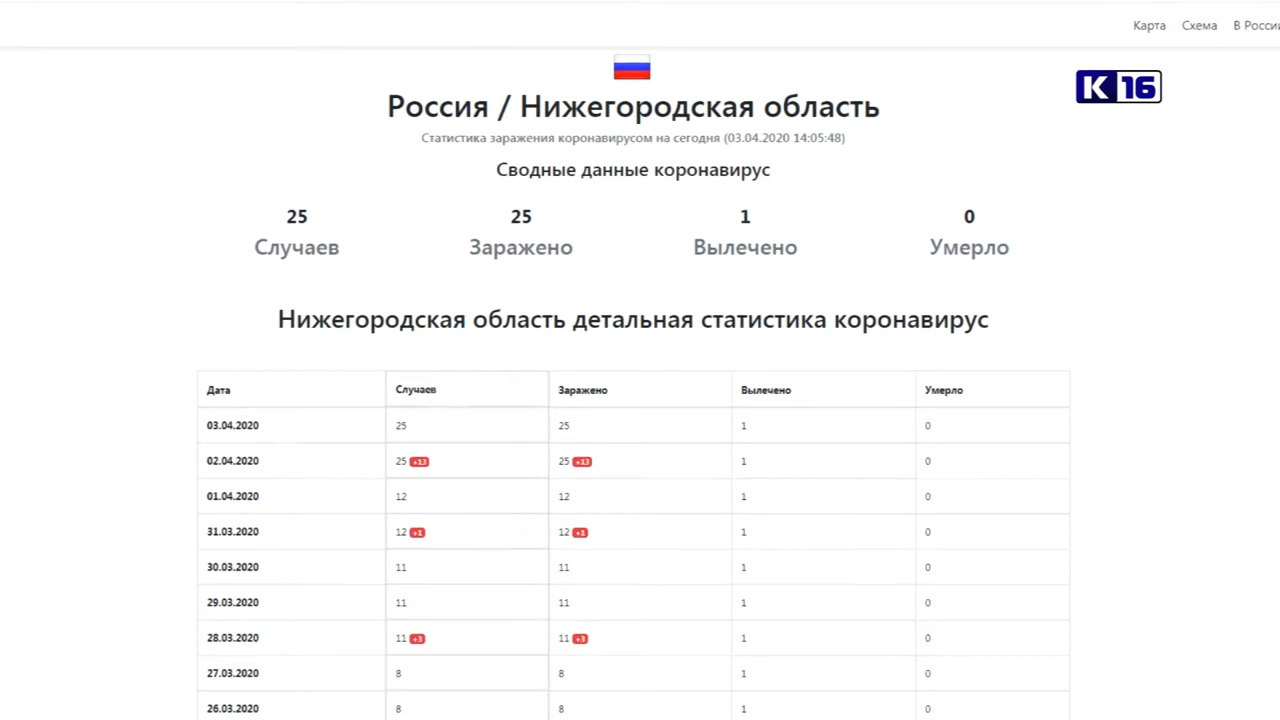 Карта Схема В Росси
К 16
Россия / Нижегородская область
Статистика заражения коронавирусом на сегодня (03.04.2020 14:05:48)
Сводные данные коронавирус
25 25 1 0
Случаев Заражено Вылечено Умерло
Нижегородская область детальная статистика коронавирус
Дата Случаев Заражено Вылечено Умерло
03.04.2020 25 25 1 0
02.04.2020 25 +13 25 +13 1 0
01.04.2020 12 12 1 0
31.03.2020 12 +1 12 +1 1 0
30.03.2020 11 11 1 0
29.03.2020 11 11 1 0
28.03.2020 11 +3 11 +3 1 0
27.03.2020 8 8 1 0
26.03.2020 8 8 1 0